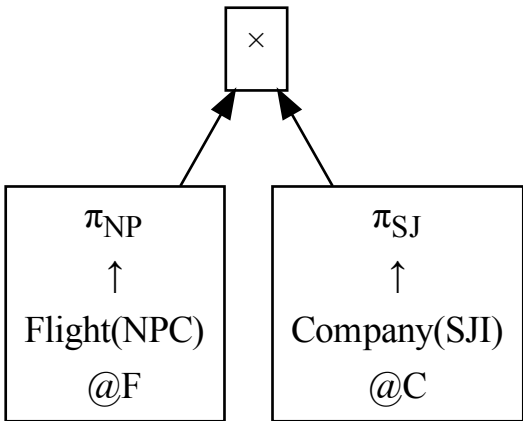 ×
π_NP
↑
Flight(NPC)
@F
π_SJ
↑
Company(SJI)
@C